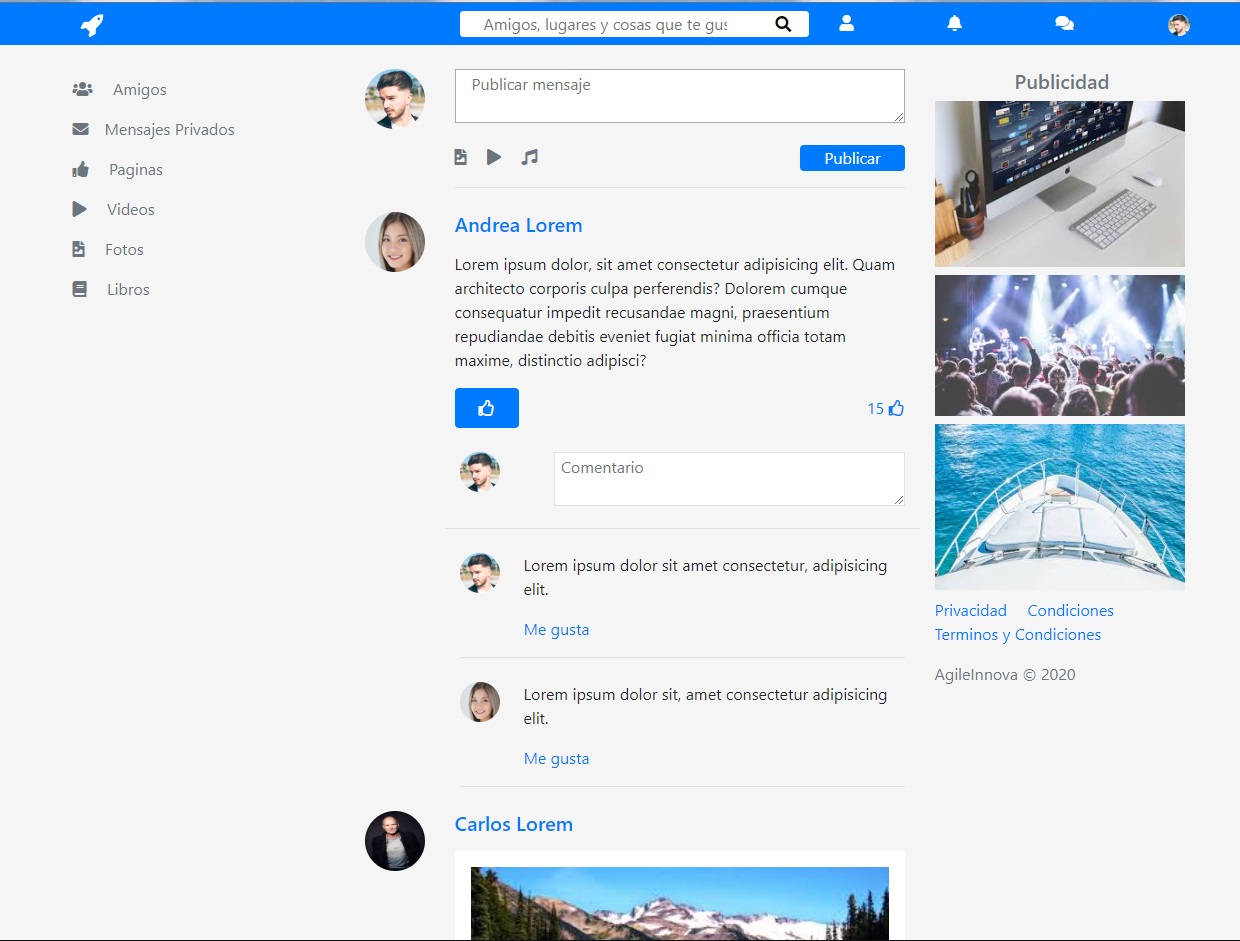 Amigos, lugares y cosas que te gus
Amigos
Mensajes Privados
Paginas
Videos
Fotos
Libros
Publicar mensaje
Publicar
Andrea Lorem
Lorem ipsum dolor, sit amet consectetur adipisicing elit. Quam
architecto corporis culpa perferendis? Dolorem cumque
consequatur impedit recusandae magni, praesentium
repudiandae debitis eveniet fugiat minima officia totam
maxime, distinctio adipisci?
15
Comentario
Lorem ipsum dolor sit amet consectetur, adipisicing
elit.
Me gusta
Lorem ipsum dolor sit, amet consectetur adipisicing
elit.
Me gusta
Carlos Lorem
Publicidad
Privacidad Condiciones
Terminos y Condiciones
AgileInnova © 2020